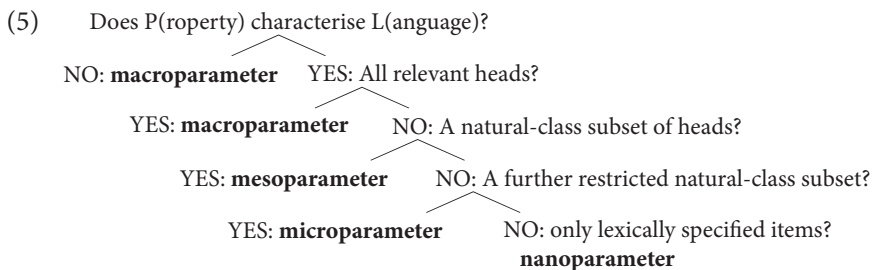 (5) Does P(roperty) characterise L(anguage)?
NO: macroparameter YES: All relevant heads?
YES: macroparameter NO: A natural-class subset of heads?
YES: mesoparameter NO: A further restricted natural-class subset?
YES: microparameter NO: only lexically specified items?
nanoparameter